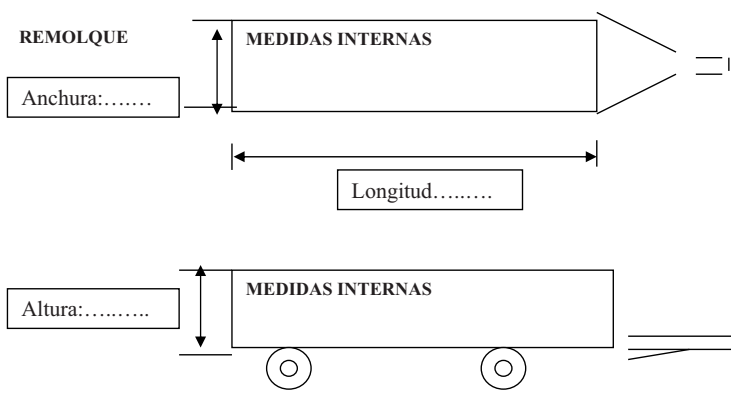 REMOLQUE
MEDIDAS INTERNAS
Anchura:…....
Longitud…..….
MEDIDAS INTERNAS
Altura:…..…..